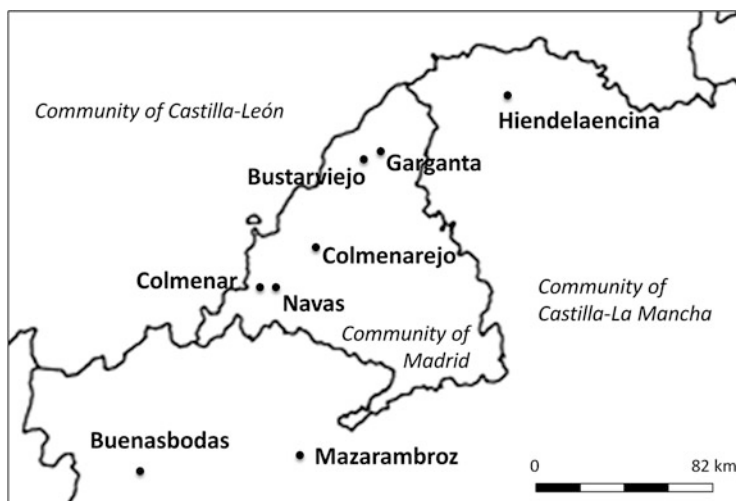 Community of Castilla-León
Hiendelaencina
Garganta
Bustarviejo
Colmenarejo
Colmenar
Navas
Community of
Castilla-La Mancha
Community of
Madrid
Buenasbodas
Mazarambroz
0 82 km